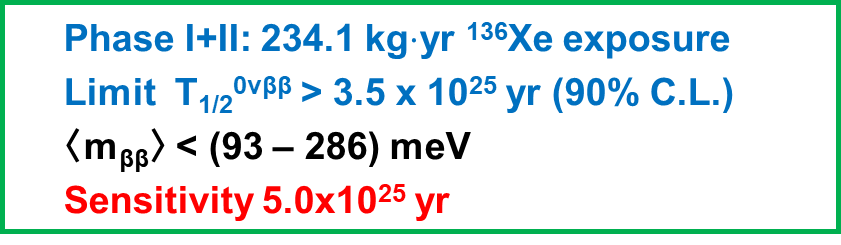 Phase I+II: 234.1 kg·yr ¹³⁶Xe exposure
Limit T₁/₂⁰ᵛᵝᵝ > 3.5 x 10²⁵ yr (90% C.L.)
⟨mᵦᵦ⟩ < (93 – 286) meV
Sensitivity 5.0x10²⁵ yr